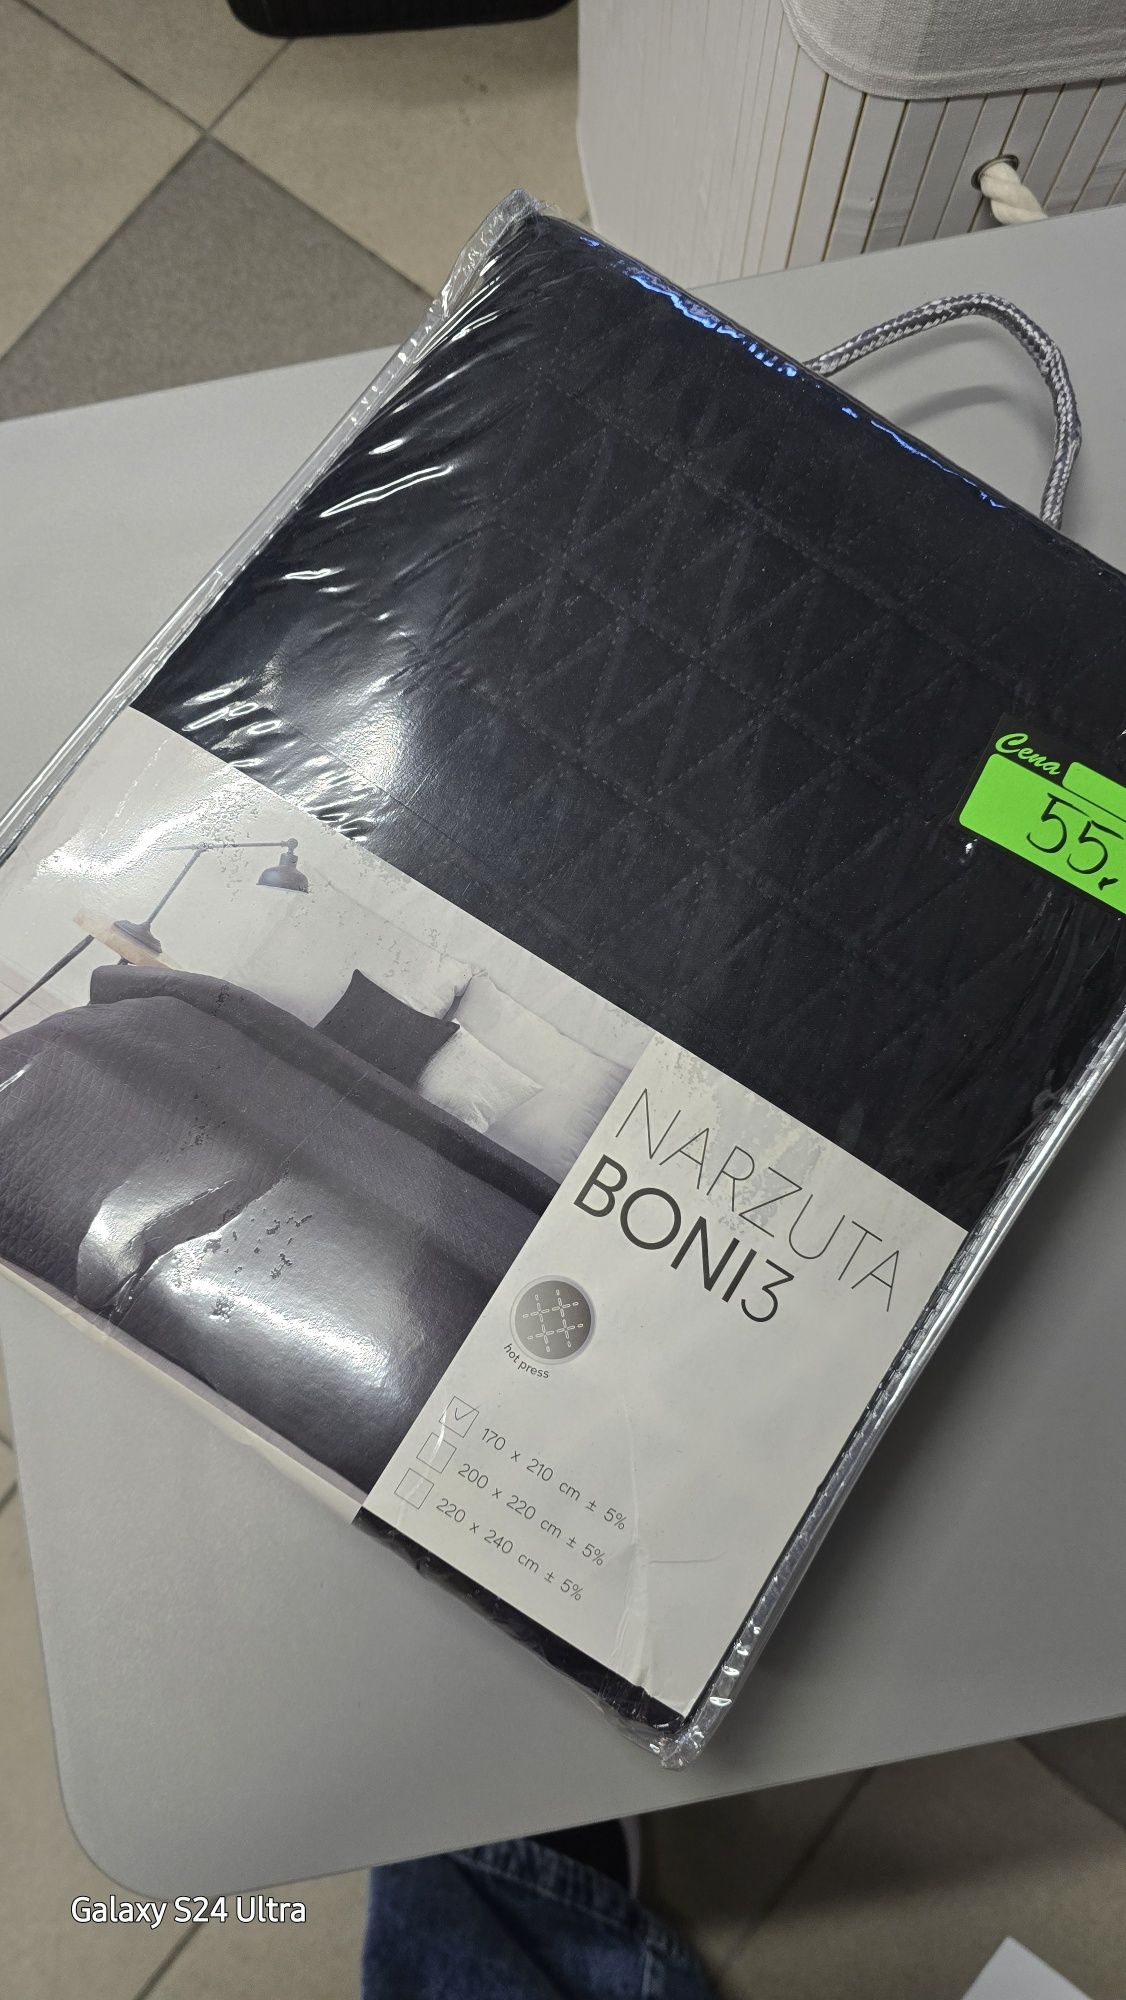 Cena
55,
NARZUTA
BONI3
hot press
170 x 210 cm ± 5%
200 x 220 cm ± 5%
220 x 240 cm ± 5%
Galaxy S24 Ultra